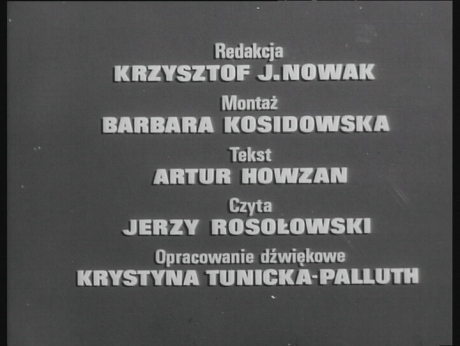 Redakcja
KRZYSZTOF J.NOWAK
Montaż
BARBARA KOSIDOWSKA
Tekst
ARTUR HOWZAN
Czyta
JERZY ROSOŁOWSKI
Opracowanie dźwiękowe
KRYSTYNA TUNICKA-PALLUTH